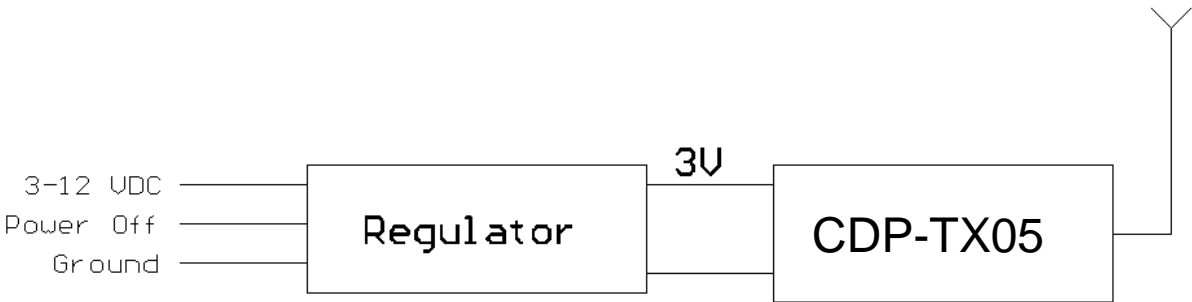 3V
3-12 VDC
Power Off
Regulator
CDP-TX05
Ground